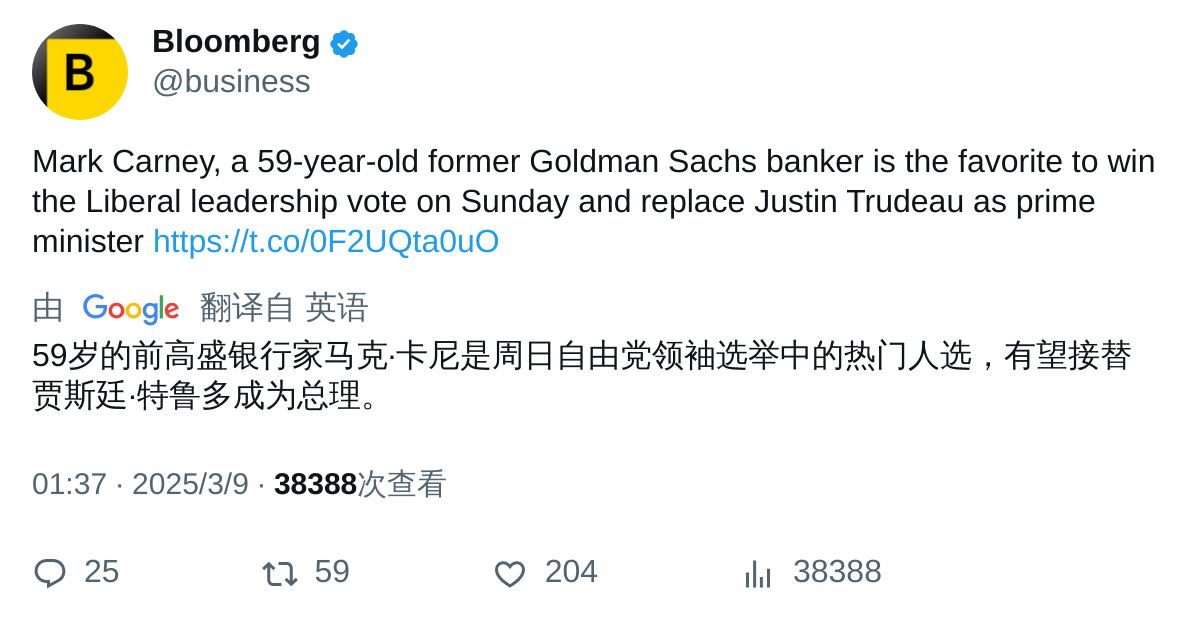 B
Bloomberg
@business
Mark Carney, a 59-year-old former Goldman Sachs banker is the favorite to win
the Liberal leadership vote on Sunday and replace Justin Trudeau as prime
minister https://t.co/0F2UQta0uO
由 Google 翻译自 英语
59岁的前高盛银行家马克·卡尼是周日自由党领袖选举中的热门人选，有望接替
贾斯廷·特鲁多成为总理。
01:37 · 2025/3/9 · 38388次查看
25 59 204 38388